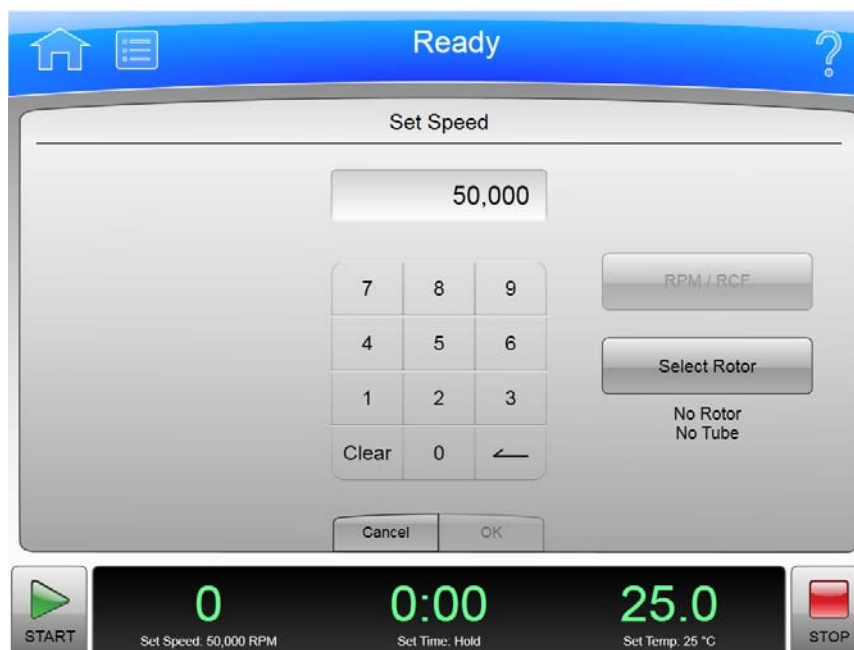 Ready
Set Speed
50,000
7 8 9
4 5 6
1 2 3
Clear 0
RPM / RCF
Select Rotor
No Rotor
No Tube
Cancel OK
0 0:00 25.0
START Set Speed: 50,000 RPM Set Time: Hold Set Temp: 25 °C STOP